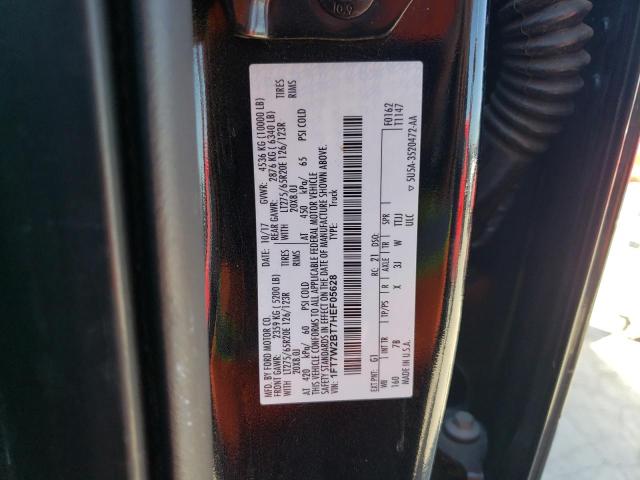 MFD. BY FORD MOTOR CO.
DATE: 10/17
GVWR: 4536 KG (10000 LB)
FRONT GAWR: 2359 KG (5200 LB)
REAR GAWR: 2876 KG (6340 LB)
WITH LT275/65R20E 126/123R TIRES
WITH LT275/65R20E 126/123R TIRES
20X8.0J RIMS
20X8.0J RIMS
AT 420 kPa/ 60 PSI COLD
AT 450 kPa/ 65 PSI COLD
THIS VEHICLE CONFORMS TO ALL APPLICABLE FEDERAL MOTOR VEHICLE
SAFETY STANDARDS IN EFFECT ON THE DATE OF MANUFACTURE SHOWN ABOVE.
VIN: 1FT7W2BT7HEF05628
TYPE: Truck
F0162
T1147
EXT PNT: G1 RC: 21 DSO:
WB INT TR TP/PS R AXLE TR SPR
160 7B X 3J W TTJJ
ULC
MADE IN U.S.A. 5U5A-3520472-AA